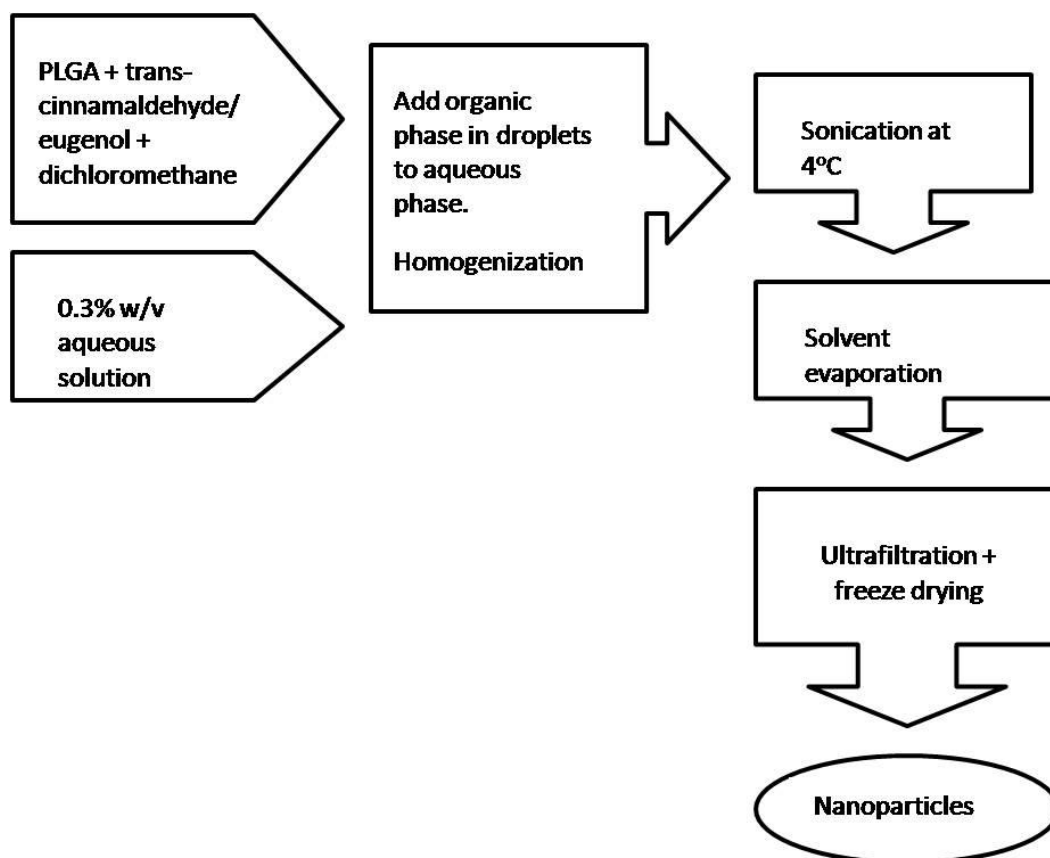 PLGA + trans-
cinnamaldehyde/
eugenol +
dichloromethane
0.3% w/v
aqueous
solution
Add organic
phase in droplets
to aqueous
phase.
Homogenization
Sonication at
4ºC
Solvent
evaporation
Ultrafiltration +
freeze drying
Nanoparticles